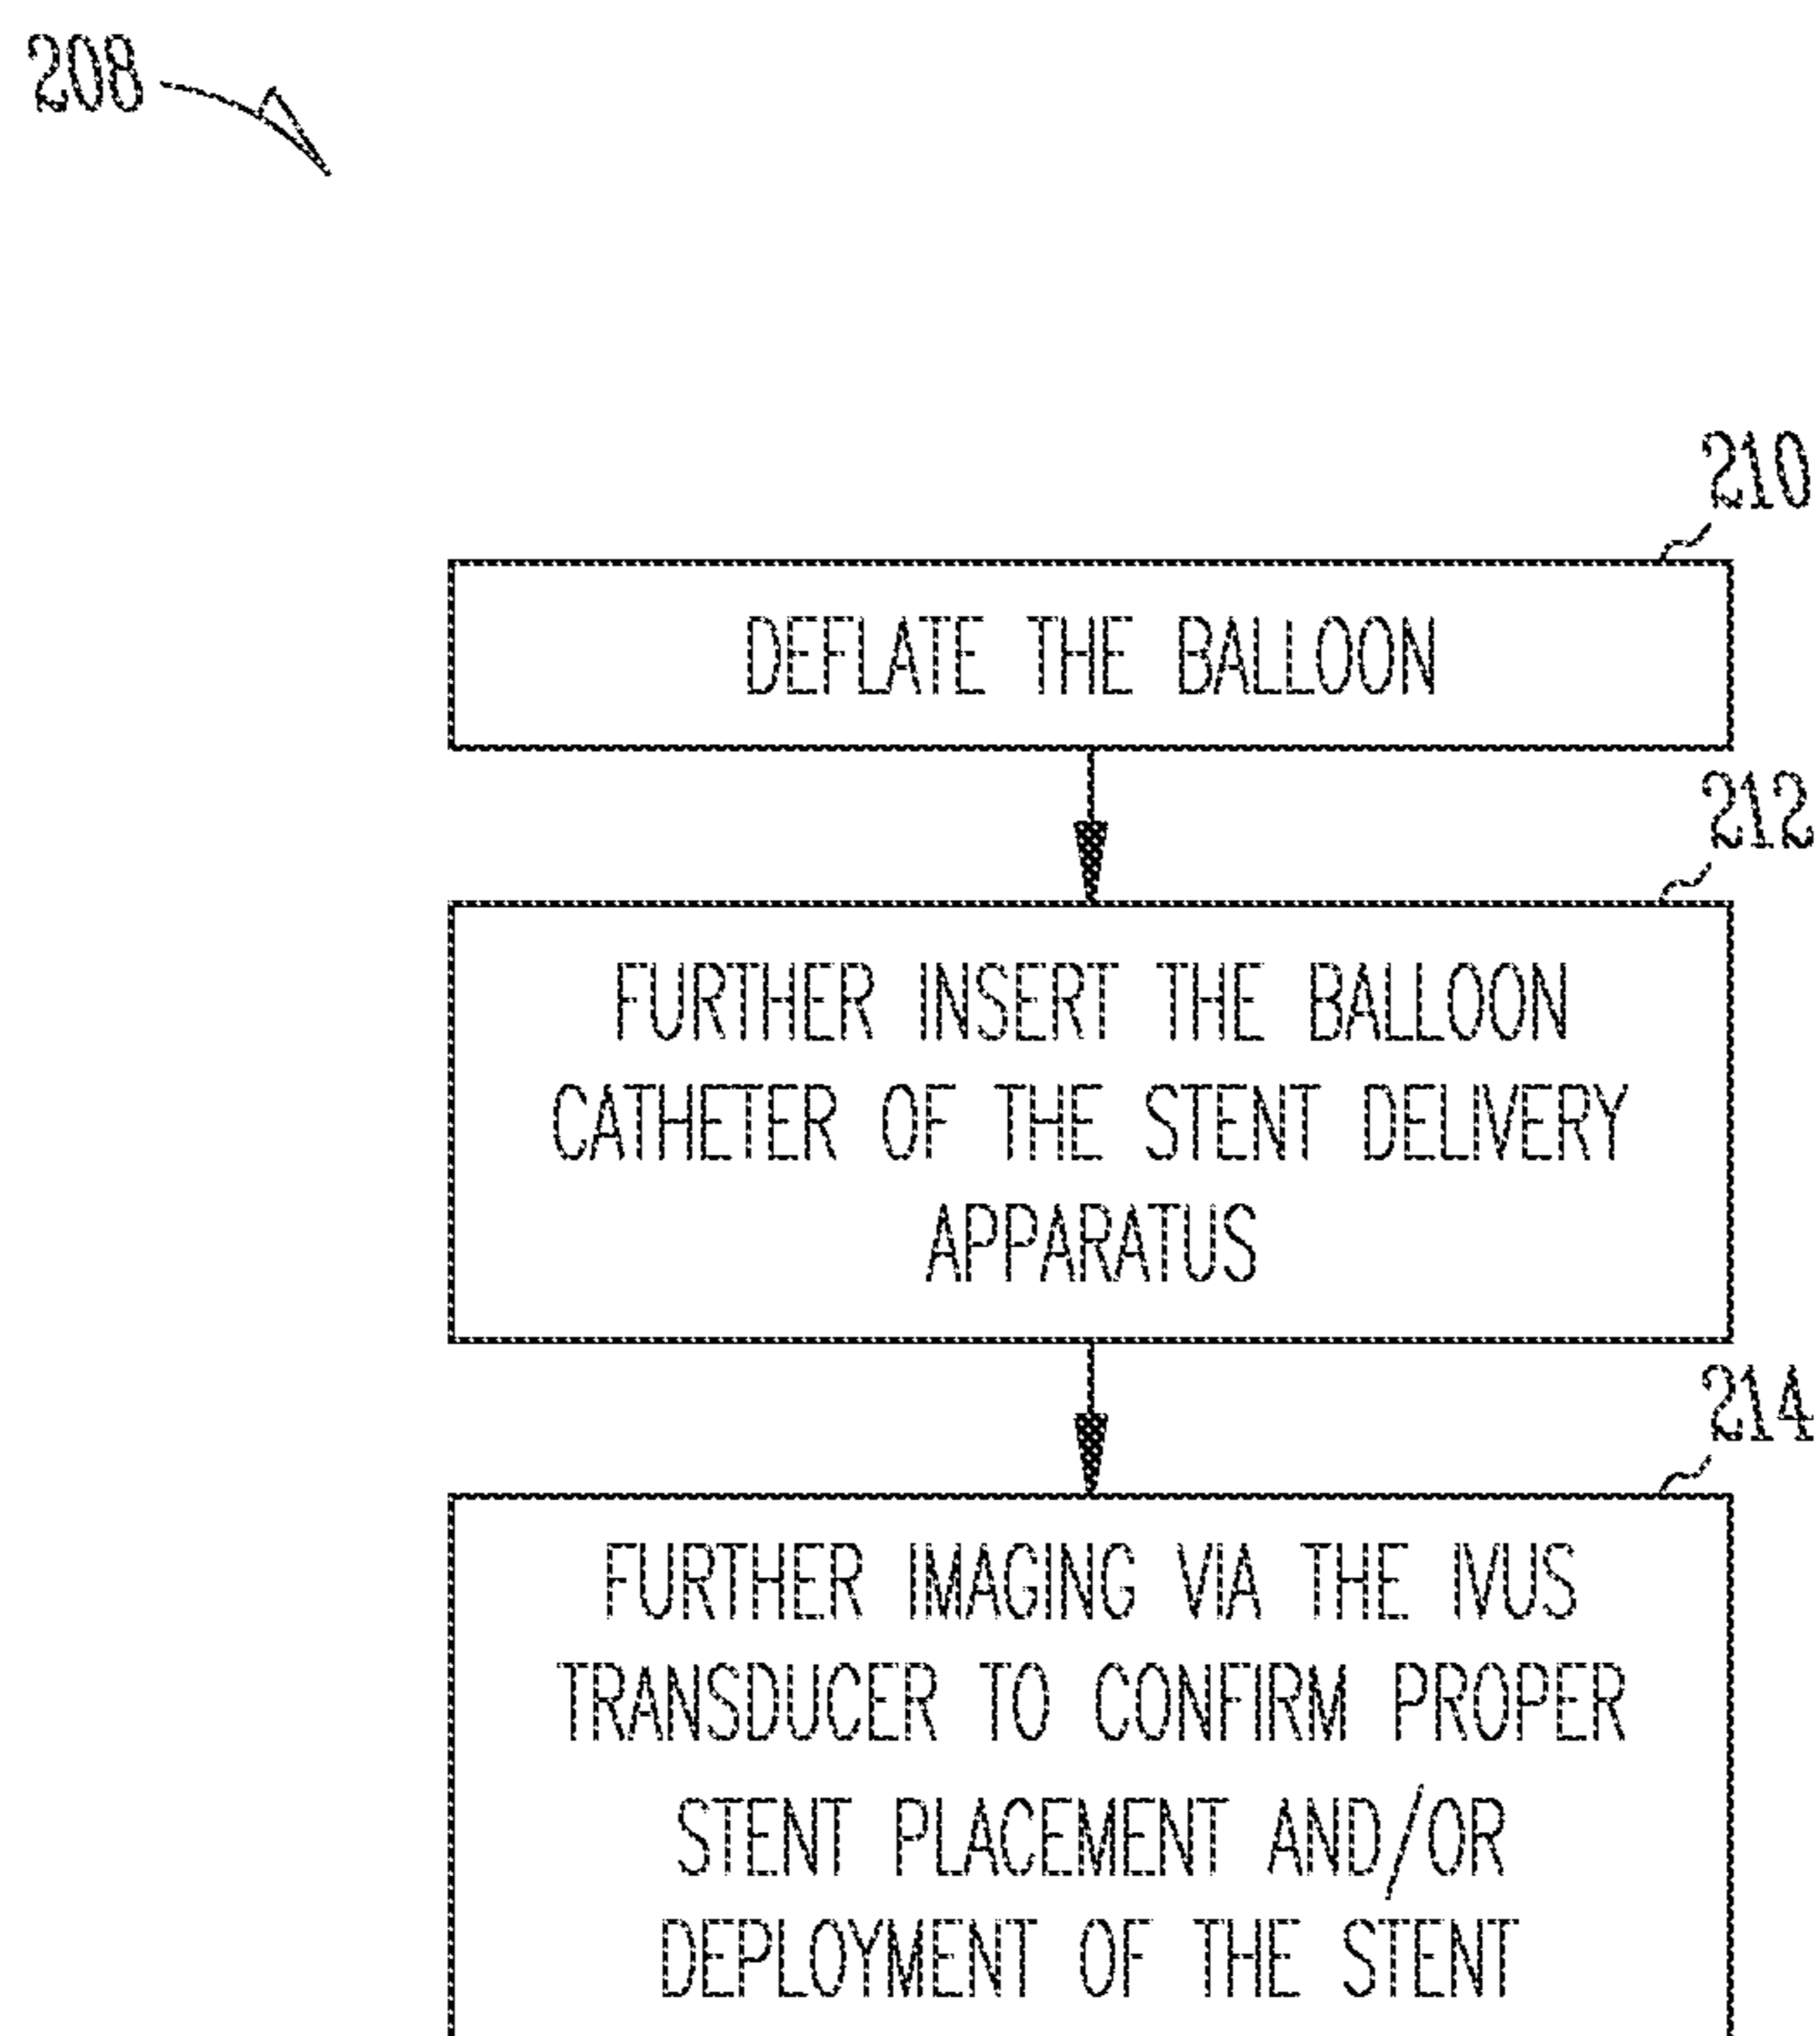 208
210
DEFLATE THE BALLOON
212
FURTHER INSERT THE BALLOON
CATHETER OF THE STENT DELIVERY
APPARATUS
214
FURTHER IMAGING VIA THE IVUS
TRANSDUCER TO CONFIRM PROPER
STENT PLACEMENT AND/OR
DEPLOYMENT OF THE STENT